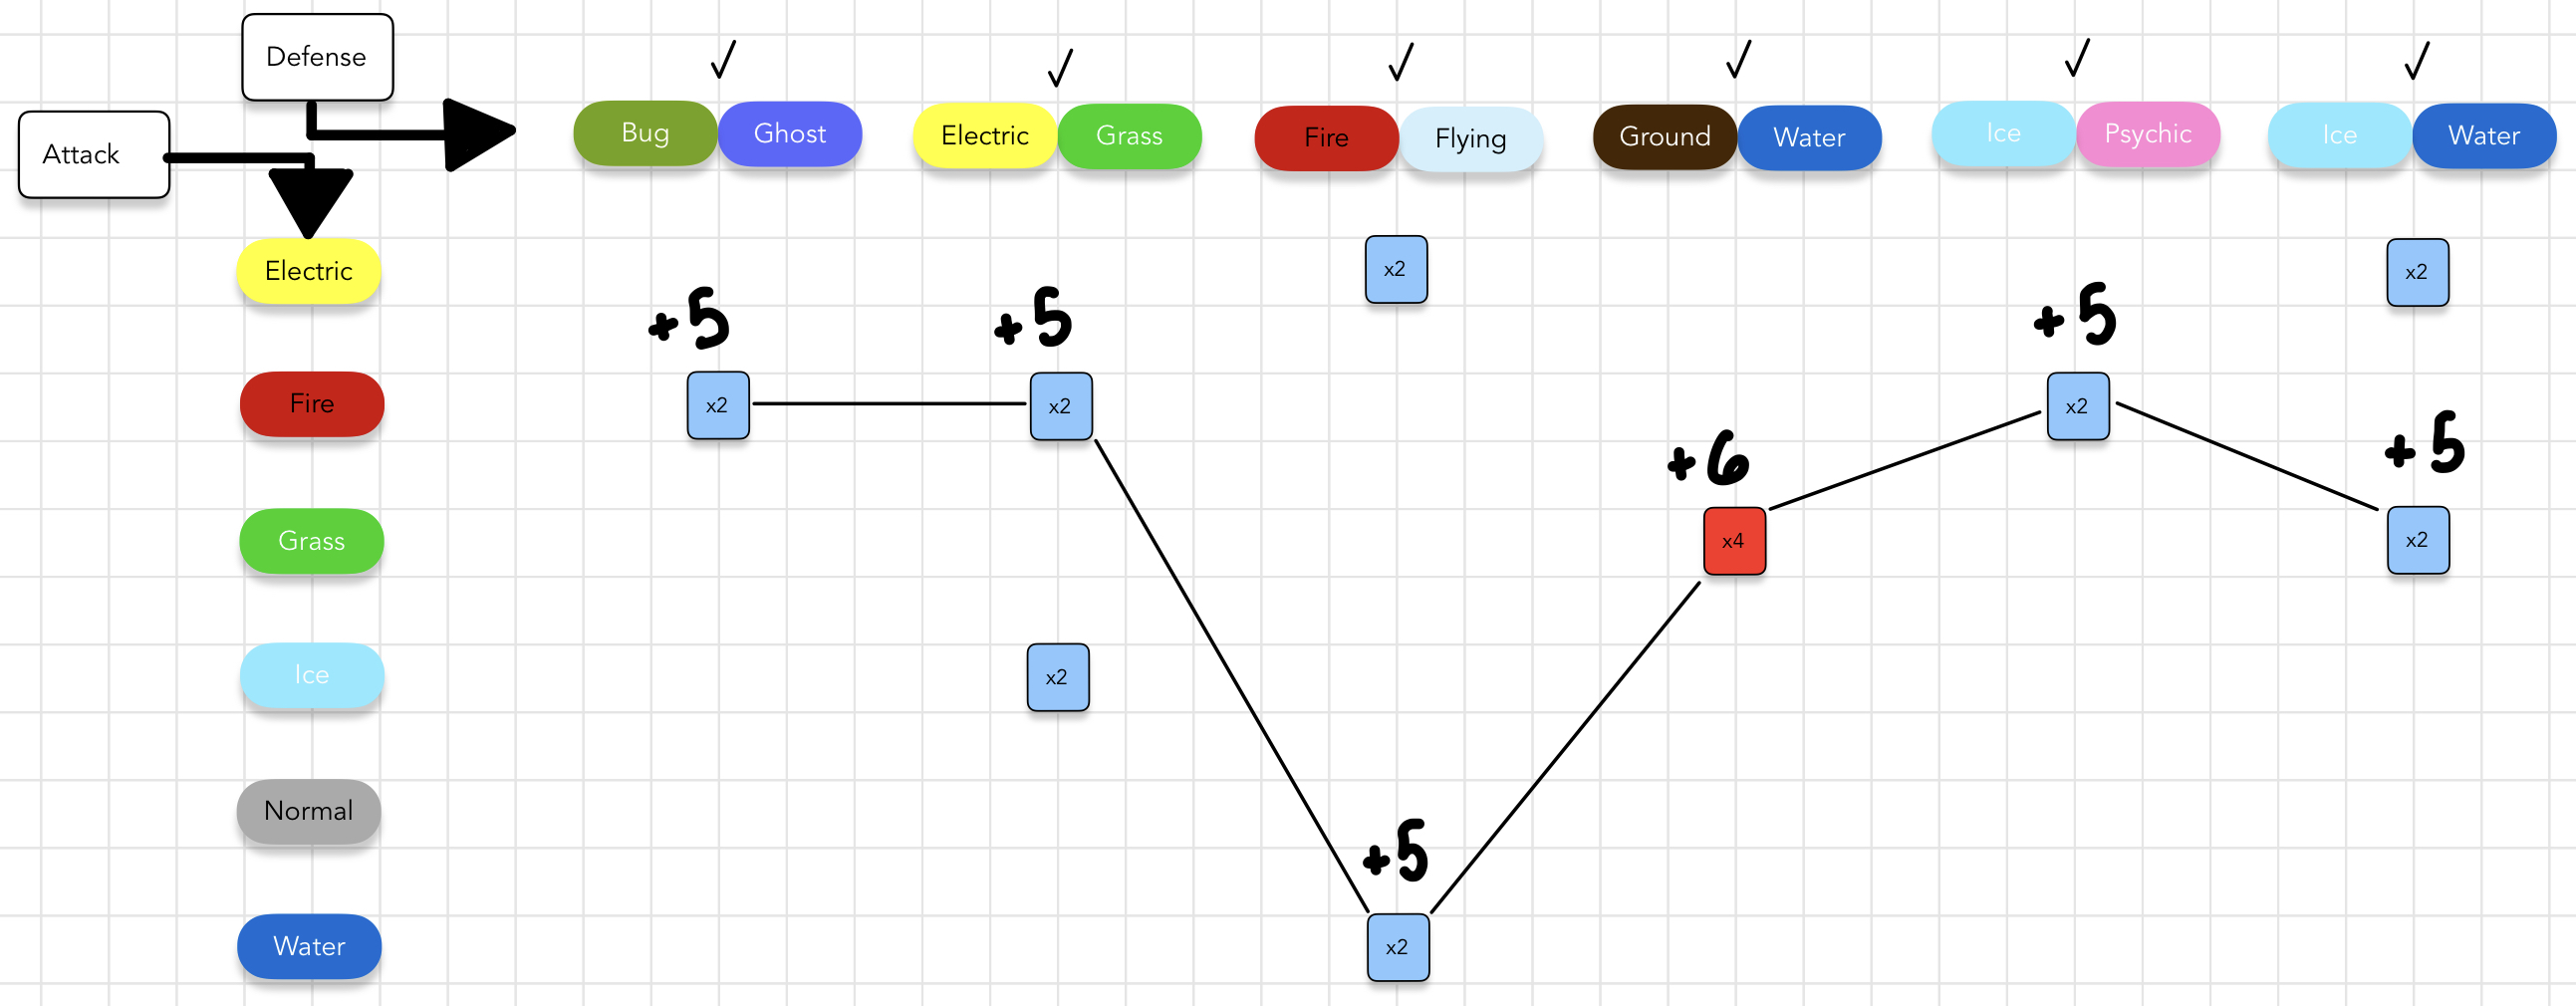 Defense
Attack
Bug Ghost Electric Grass Fire Flying Ground Water Ice Psychic Ice Water
Electric x2 x2
+5 +5 +5
Fire x2 x2 x2
+6 +5
Grass x4 x2
Ice x2
Normal
+5
Water x2